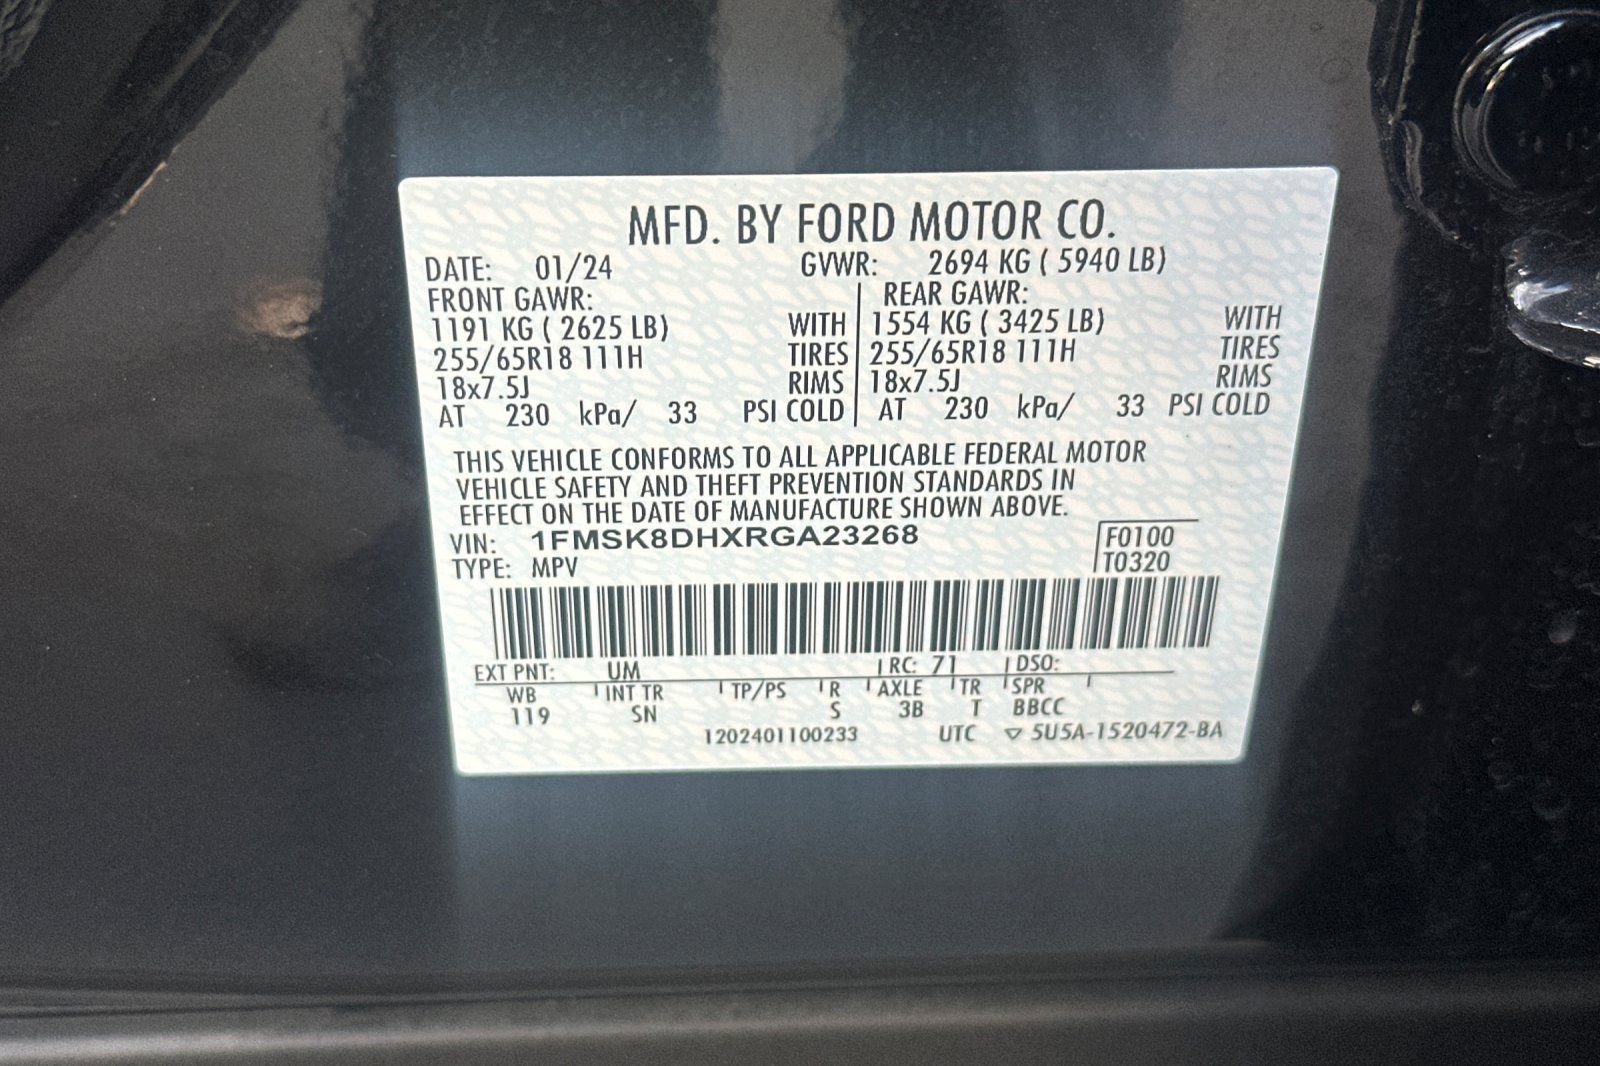 MFD. BY FORD MOTOR CO.
DATE: 01/24 GVWR: 2694 KG ( 5940 LB)
FRONT GAWR: REAR GAWR:
1191 KG ( 2625 LB) WITH 1554 KG ( 3425 LB) WITH
255/65R18 111H TIRES 255/65R18 111H TIRES
18x7.5J RIMS 18x7.5J RIMS
AT 230 kPa/ 33 PSI COLD AT 230 kPa/ 33 PSI COLD
THIS VEHICLE CONFORMS TO ALL APPLICABLE FEDERAL MOTOR
VEHICLE SAFETY AND THEFT PREVENTION STANDARDS IN
EFFECT ON THE DATE OF MANUFACTURE SHOWN ABOVE.
VIN: 1FMSK8DHXRGA23268 F0100
TYPE: MPV T0320
EXT PNT: UM RC: 71 DSO:
WB INT TR TP/PS R AXLE TR SPR
119 SN S 3B T BBCC
1202401100233 UTC ▽ 5U5A-1520472-BA